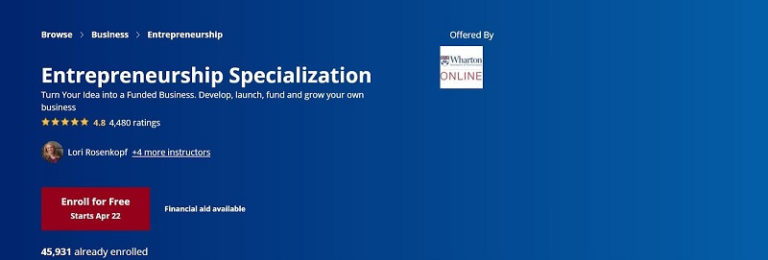 Browse > Business > Entrepreneurship
Offered By
Wharton
ONLINE
Entrepreneurship Specialization
Turn Your Idea into a Funded Business. Develop, launch, fund and grow your own
business
4.8 4,480 ratings
Lori Rosenkopf +4 more instructors
Enroll for Free
Starts Apr 22
Financial aid available
45,931 already enrolled